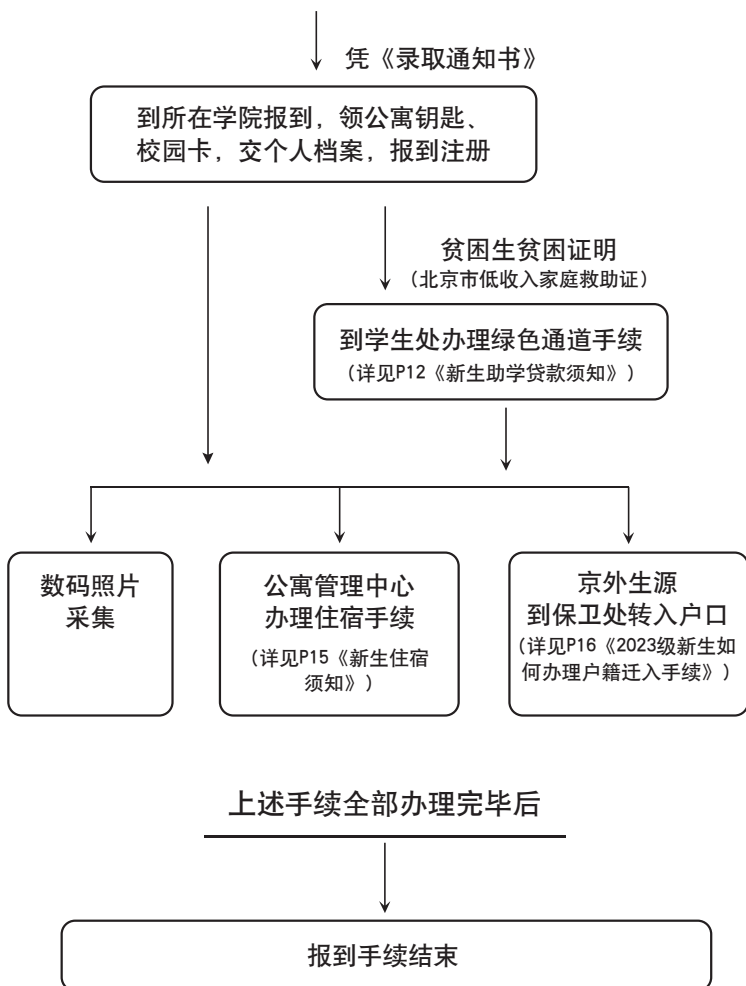 凭《录取通知书》
到所在学院报到，领公寓钥匙、
校园卡，交个人档案，报到注册
贫困生贫困证明
（北京市低收入家庭救助证）
到学生处办理绿色通道手续
（详见P12《新生助学贷款须知》）
数码照片
采集
公寓管理中心
办理住宿手续
（详见P15《新生住宿
须知》）
京外生源
到保卫处转入户口
（详见P16《2023级新生如
何办理户籍迁入手续》）
上述手续全部办理完毕后
报到手续结束